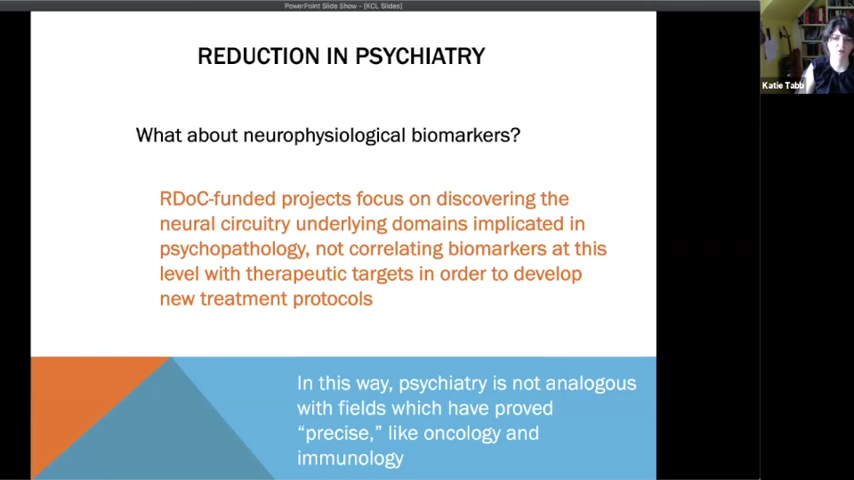 PowerPoint Slide Show - [KCL Slides]
REDUCTION IN PSYCHIATRY
What about neurophysiological biomarkers?
RDoC-funded projects focus on discovering the
neural circuitry underlying domains implicated in
psychopathology, not correlating biomarkers at this
level with therapeutic targets in order to develop
new treatment protocols
In this way, psychiatry is not analogous
with fields which have proved
“precise,” like oncology and
immunology
Katie Tabb